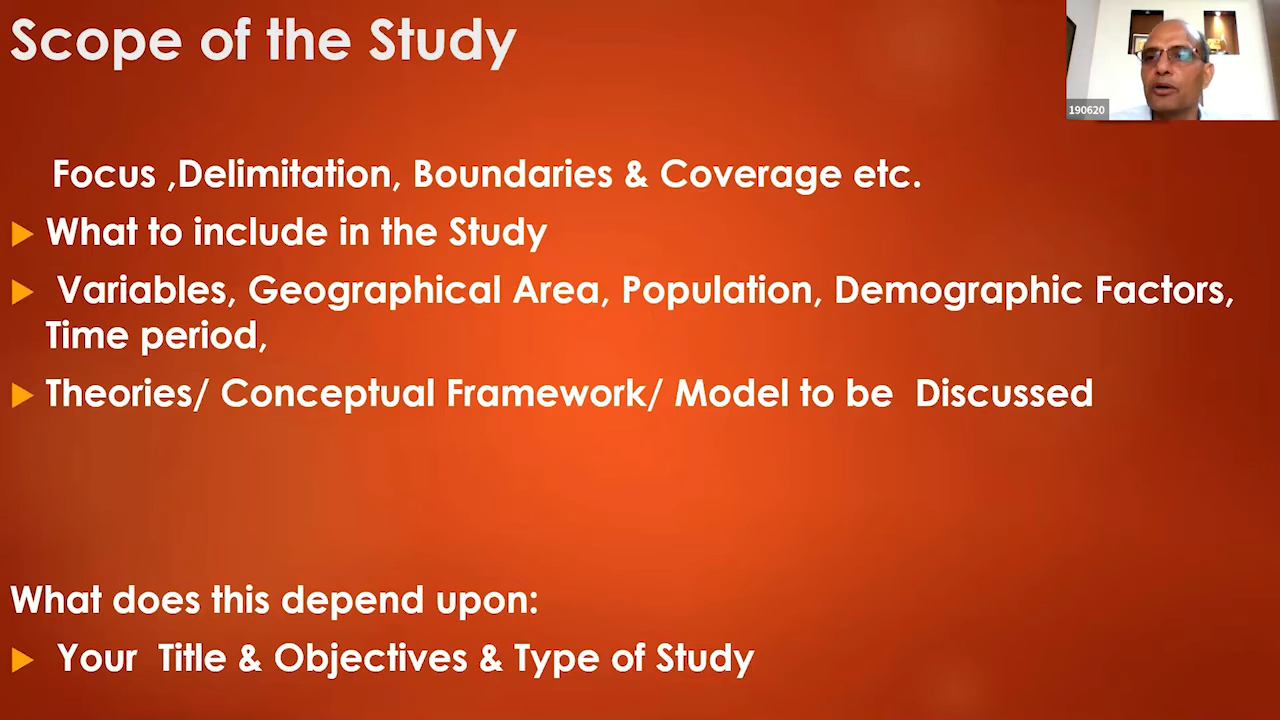 Scope of the Study
190620
Focus ,Delimitation, Boundaries & Coverage etc.
What to include in the Study
Variables, Geographical Area, Population, Demographic Factors,
Time period,
Theories/ Conceptual Framework/ Model to be Discussed
What does this depend upon:
Your Title & Objectives & Type of Study